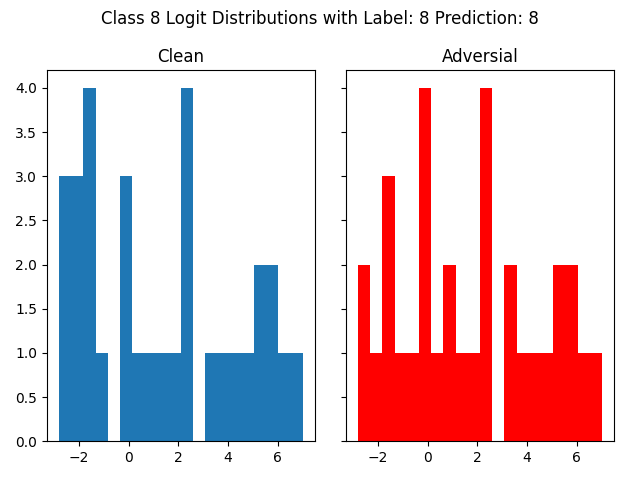 Class 8 Logit Distributions with Label: 8 Prediction: 8
Clean
Adversial
4.0
3.5
3.0
2.5
2.0
1.5
1.0
0.5
0.0
−2 0 2 4 6
−2 0 2 4 6